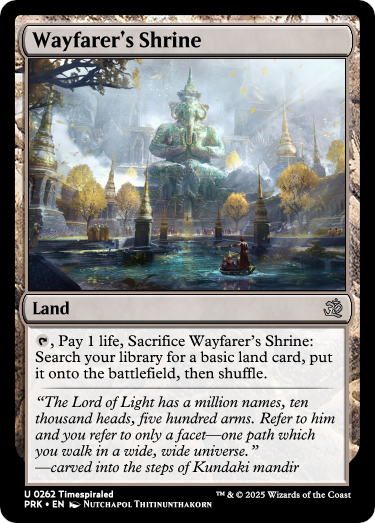 Wayfarer's Shrine
Land
, Pay 1 life, Sacrifice Wayfarer's Shrine:
Search your library for a basic land card, put
it onto the battlefield, then shuffle.
“The Lord of Light has a million names, ten
thousand heads, five hundred arms. Refer to him
and you refer to only a facet—one path which
you walk in a wide, wide universe.”
—carved into the steps of Kundaki mandir
U 0262 Timespiraled
PRK • EN Nutchapol Thitinunthakorn
™ & © 2025 Wizards of the Coast